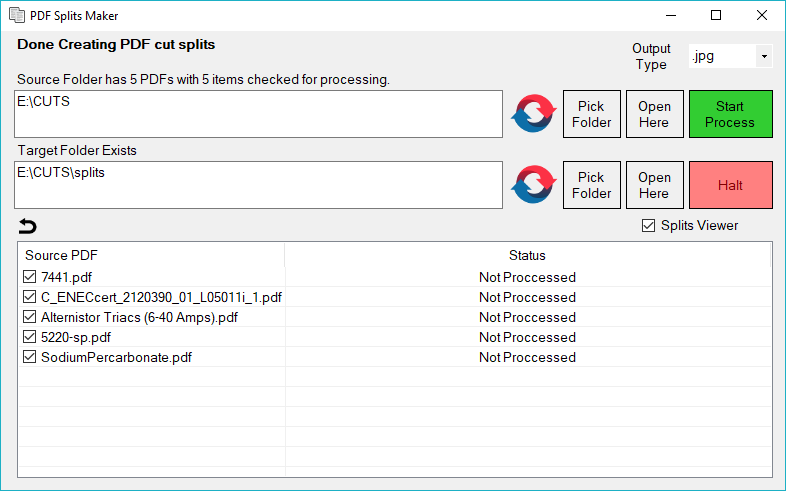 PDF Splits Maker
Done Creating PDF cut splits
Output
Type
.jpg
Source Folder has 5 PDFs with 5 items checked for processing.
E:\CUTS
Pick
Folder
Open
Here
Start
Process
Target Folder Exists
E:\CUTS\splits
Pick
Folder
Open
Here
Halt
Splits Viewer
Source PDF Status
7441.pdf Not Proccessed
C_ENECcert_2120390_01_L05011i_1.pdf Not Proccessed
Alternistor Triacs (6-40 Amps).pdf Not Proccessed
5220-sp.pdf Not Proccessed
SodiumPercarbonate.pdf Not Proccessed